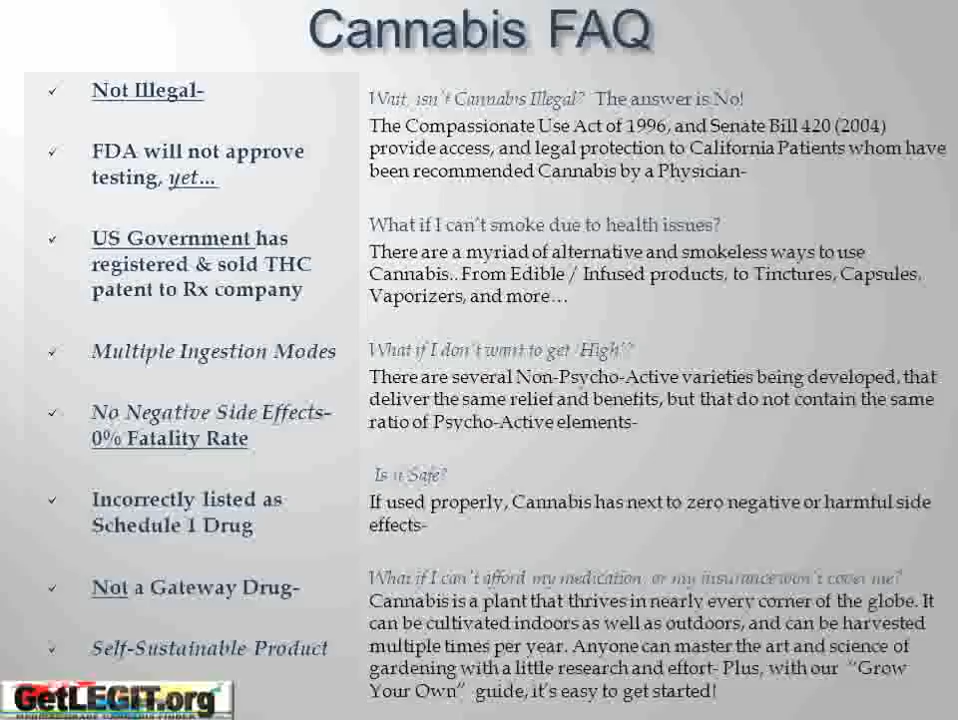 Cannabis FAQ
Not Illegal-
FDA will not approve
testing, yet...
US Government has
registered & sold THC
patent to Rx company
Multiple Ingestion Modes
No Negative Side Effects-
0% Fatality Rate
Incorrectly listed as
Schedule 1 Drug
Not a Gateway Drug-
Self-Sustainable Product
Wait, isn't Cannabis Illegal? The answer is No!
The Compassionate Use Act of 1996, and Senate Bill 420 (2004)
provide access, and legal protection to California Patients whom have
been recommended Cannabis by a Physician-
What if I can't smoke due to health issues?
There are a myriad of alternative and smokeless ways to use
Cannabis.. From Edible / Infused products, to Tinctures, Capsules,
Vaporizers, and more...
What if I don't want to get 'High'?
There are several Non-Psycho-Active varieties being developed, that
deliver the same relief and benefits, but that do not contain the same
ratio of Psycho-Active elements-
Is it Safe?
If used properly, Cannabis has next to zero negative or harmful side
effects-
What if I can't afford my medication, or my insurance won't cover me?
Cannabis is a plant that thrives in nearly every corner of the globe. It
can be cultivated indoors as well as outdoors, and can be harvested
multiple times per year. Anyone can master the art and science of
gardening with a little research and effort- Plus, with our "Grow
Your Own" guide, it's easy to get started!
GetLEGIT.org